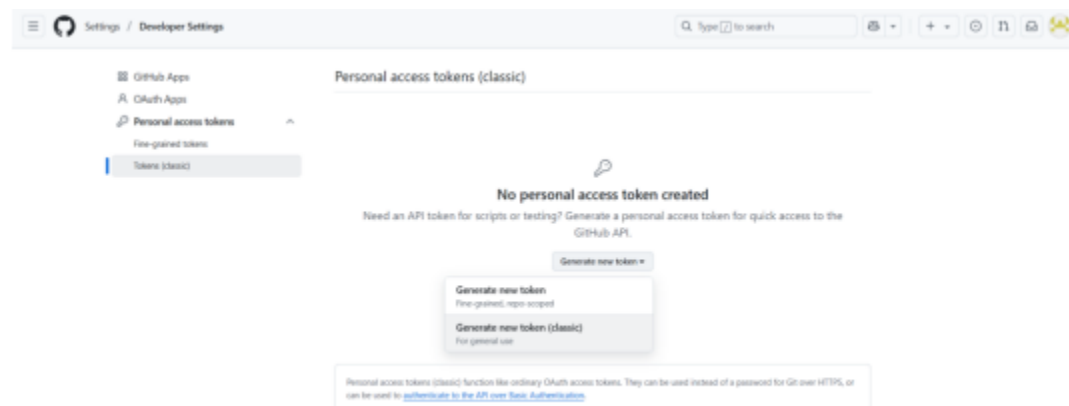 Settings / Developer Settings
Type / to search
GitHub Apps
OAuth Apps
Personal access tokens
Fine-grained tokens
Tokens (classic)
Personal access tokens (classic)
No personal access token created
Need an API token for scripts or testing? Generate a personal access token for quick access to the
GitHub API.
Generate new token
Generate new token
Fine-grained, repo-scoped
Generate new token (classic)
For general use
Personal access tokens (classic) function like ordinary OAuth access tokens. They can be used instead of a password for Git over HTTPS, or
can be used to authenticate to the API over Basic Authentication.